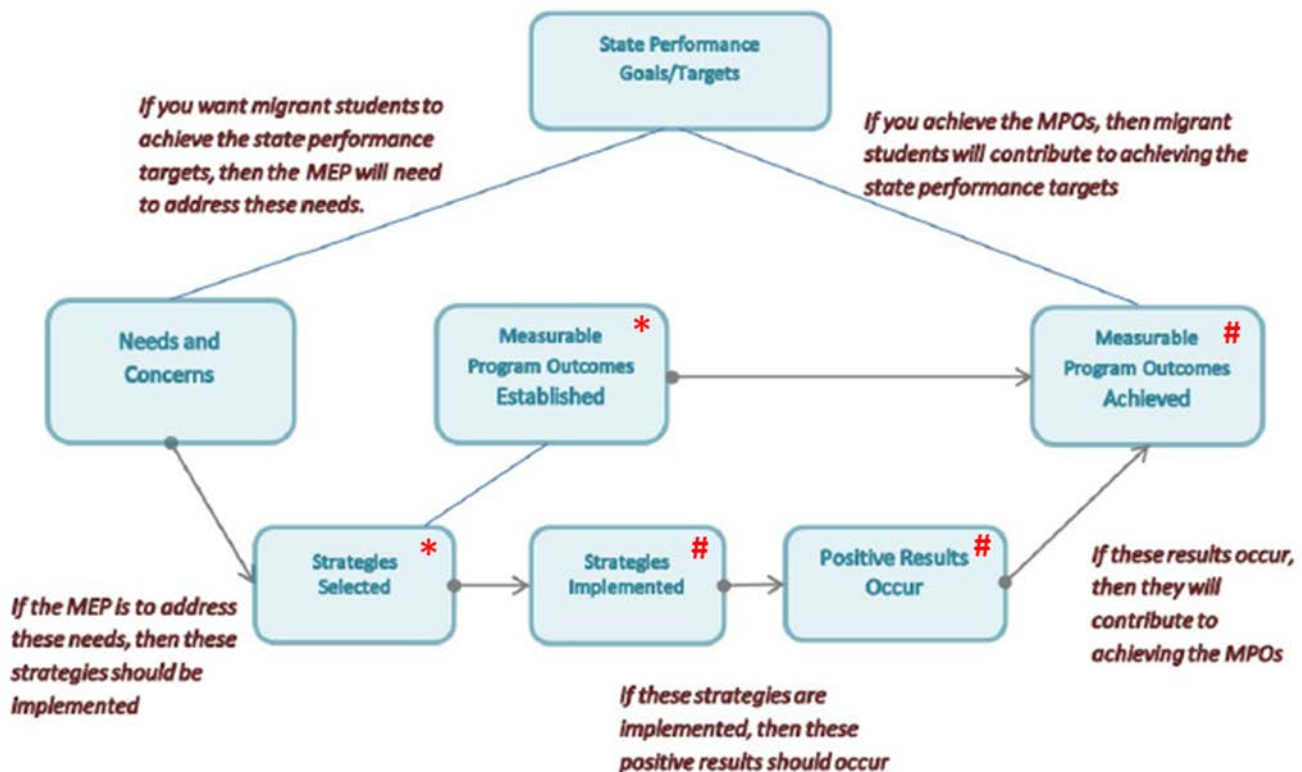 State Performance
Goals/Targets
If you want migrant students to
achieve the state performance
targets, then the MEP will need
to address these needs.
If you achieve the MPOs, then migrant
students will contribute to achieving the
state performance targets
Needs and
Concerns
Measurable *
Program Outcomes
Established
Measurable #
Program Outcomes
Achieved
Strategies *
Selected
Strategies #
Implemented
Positive Results #
Occur
If the MEP is to address
these needs, then these
strategies should be
implemented
If these strategies are
implemented, then these
positive results should occur
If these results occur,
then they will
contribute to
achieving the MPOs